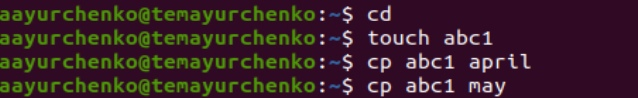 aayurchenko@temayurchenko:~$ cd
aayurchenko@temayurchenko:~$ touch abc1
aayurchenko@temayurchenko:~$ cp abc1 april
aayurchenko@temayurchenko:~$ cp abc1 may